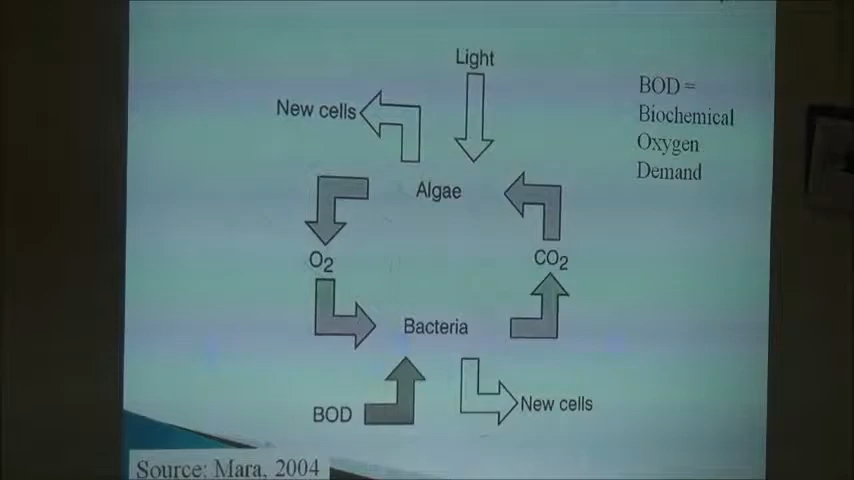 Light
New cells
BOD =
Biochemical
Oxygen
Demand
Algae
O2
CO2
Bacteria
BOD
New cells
Source: Mara, 2004